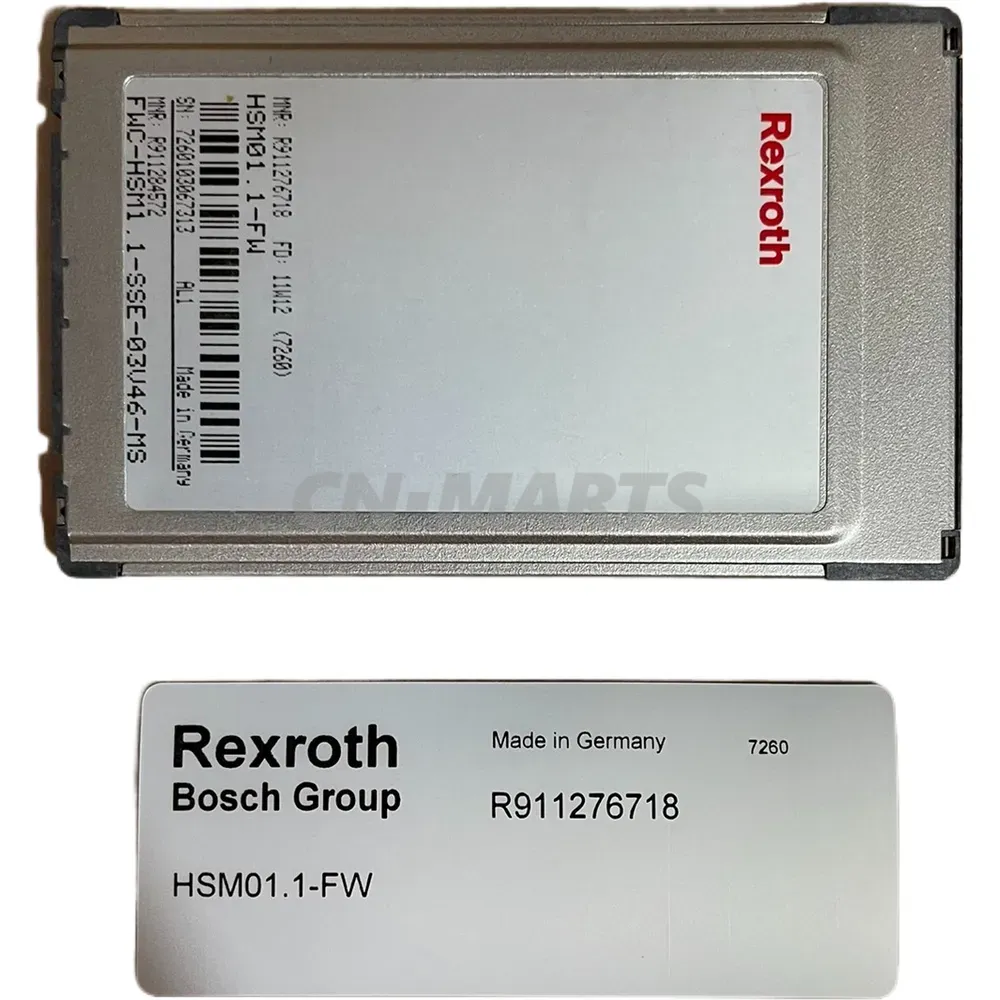 Rexroth
MNR: R911276718 FD: 11W12 (7260)
HSM01.1-FW
SN: 7260103067313 AL1 Made in Germany
MNR: R911284572
FWC-HSM1.1-SSE-03V46-MS
CN-MARTS
Rexroth
Bosch Group
Made in Germany
7260
R911276718
HSM01.1-FW